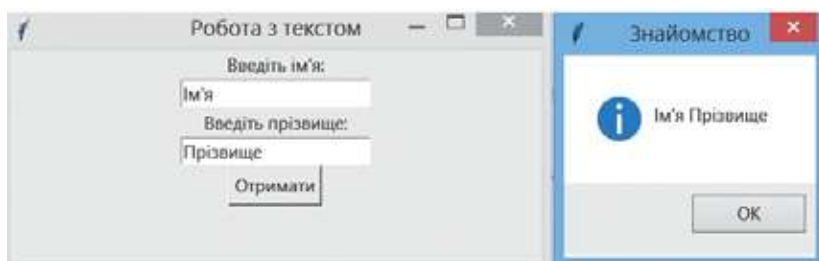 Робота з текстом
Введіть ім'я:
Ім'я
Введіть прізвище:
Прізвище
Отримати
Знайомство
Ім'я Прізвище
OK